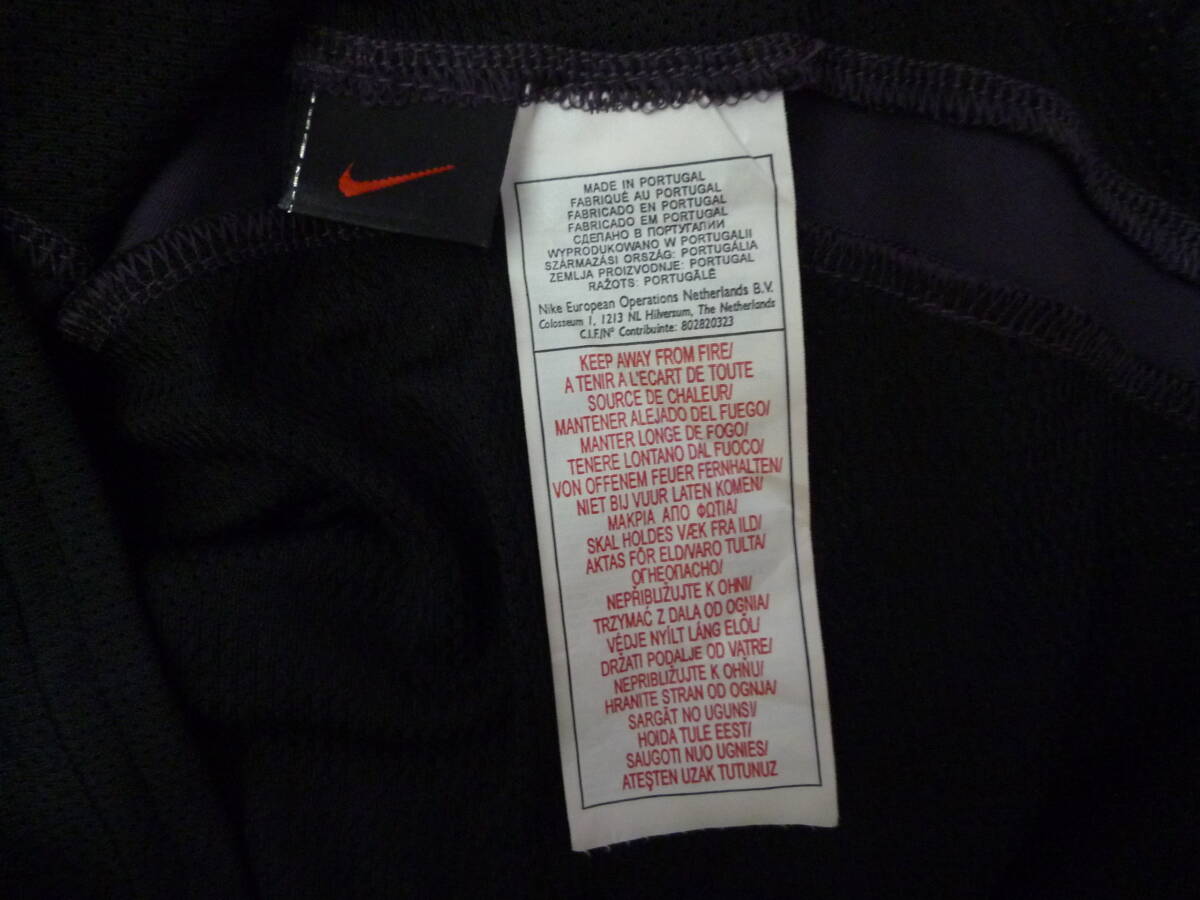 MADE IN PORTUGAL
FABRIQUÉ AU PORTUGAL
FABRICADO EN PORTUGAL
FABRICADO EM PORTUGAL
СДЕЛАНО В ПОРТУГАЛИИ
WYPRODUKOWANO W PORTUGALII
SZÁRMAZÁSI ORSZÁG: PORTUGÁLIA
ZEMLJA PROIZVODNJE: PORTUGAL
RAŽOTS: PORTUGĀLĒ
Nike European Operations Netherlands B.V.
Colosseum 1, 1213 NL Hilversum, The Netherlands
C.I.F./N° Contribuinte: 802820323
KEEP AWAY FROM FIRE/
A TENIR A L'ECART DE TOUTE
SOURCE DE CHALEUR/
MANTENER ALEJADO DEL FUEGO/
MANTER LONGE DE FOGO/
TENERE LONTANO DAL FUOCO/
VON OFFENEM FEUER FERNHALTEN/
NIET BIJ VUUR LATEN KOMEN/
ΜΑΚΡΙΑ ΑΠΟ ΦΩΤΙΑ/
SKAL HOLDES VÆK FRA ILD/
AKTAS FÖR ELD/VARO TULTA/
ОГНЕОПАСНО/
NEPŘIBLIŽUJTE K OHNI/
TRZYMAĆ Z DALA OD OGNIA/
VÉDJE NYÍLT LÁNG ELŐL/
DRŽATI PODALJE OD VATRE/
NEPRIBLIŽUJTE K OHŇU/
HRANITE STRAN OD OGNJA/
SARGĀT NO UGUNS/
HOIDA TULE EEST/
SAUGOTI NUO UGNIES/
ATEŞTEN UZAK TUTUNUZ